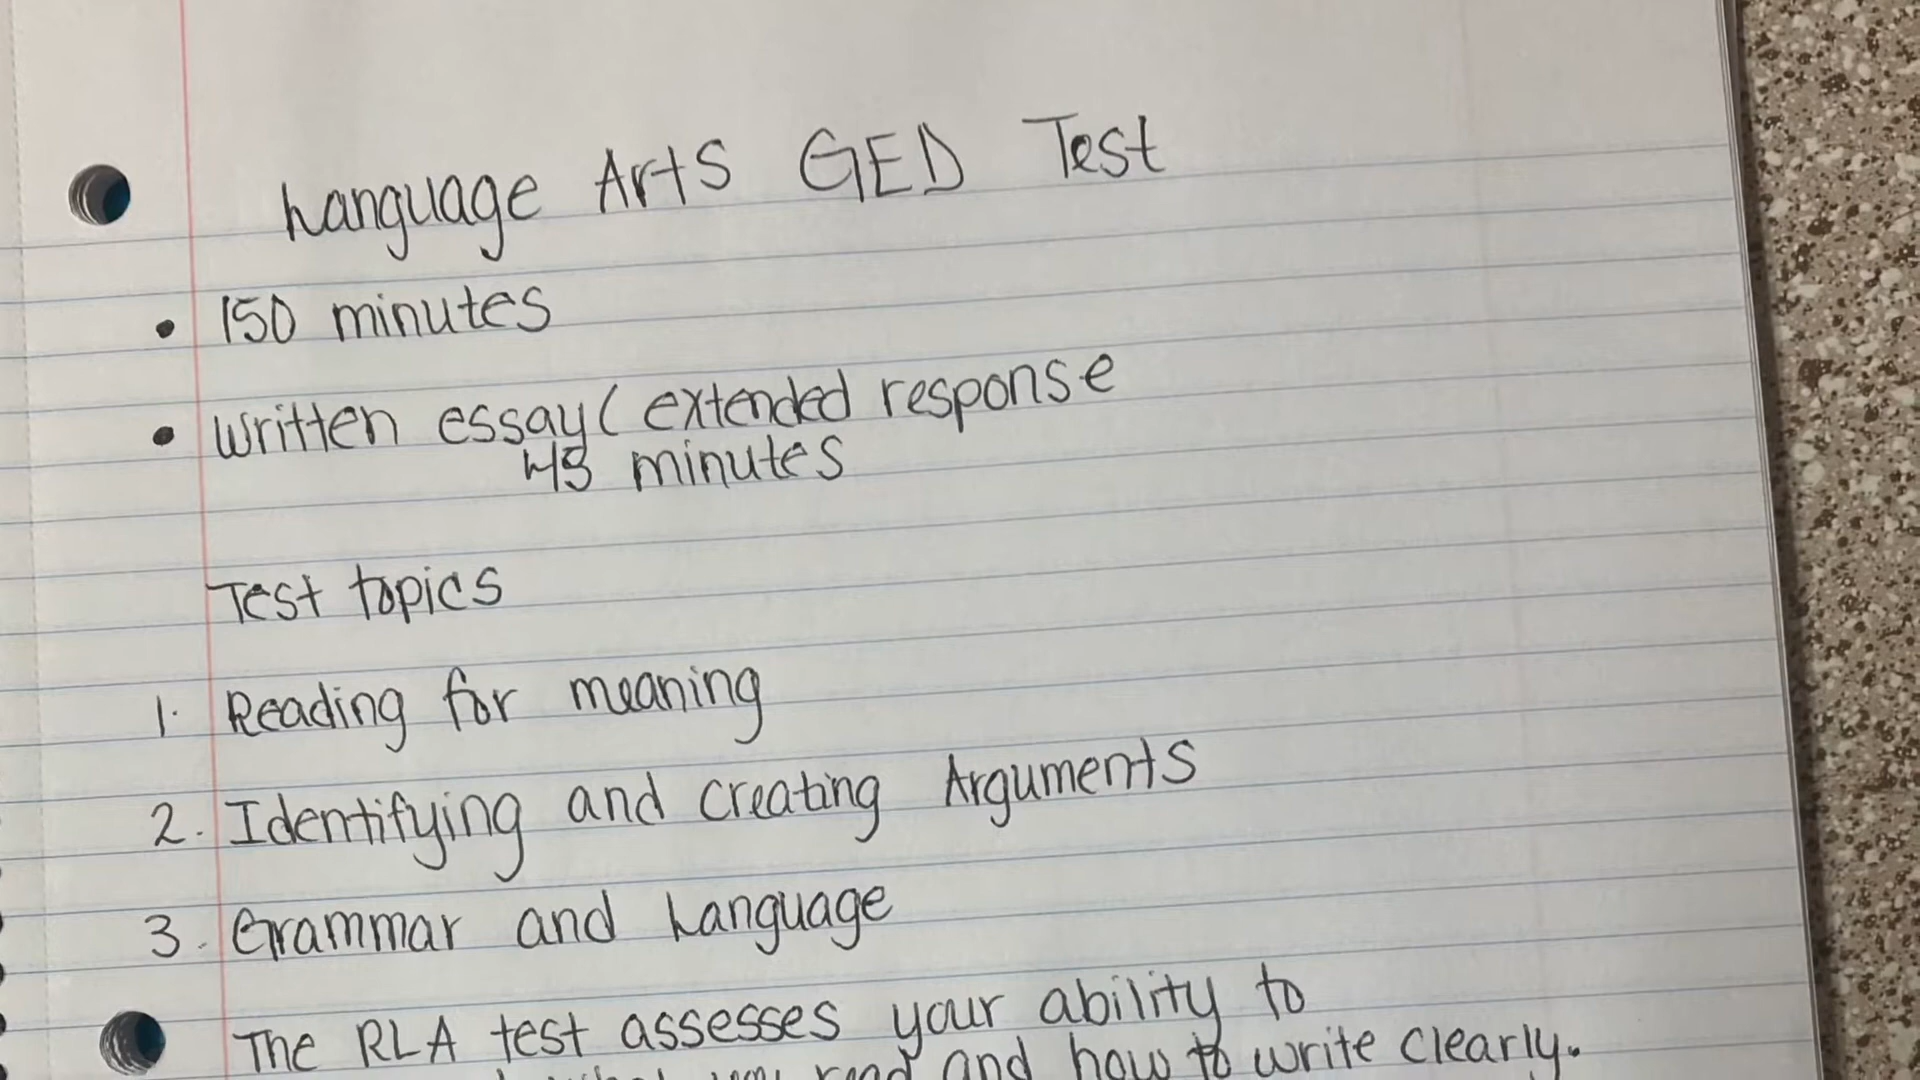 Language Arts GED Test
• 150 minutes
• written essay ( extended response
45 minutes
Test topics
1. Reading for meaning
2. Identifying and creating Arguments
3. Grammar and Language
The RLA test assesses your ability to
you read and how to write clearly.